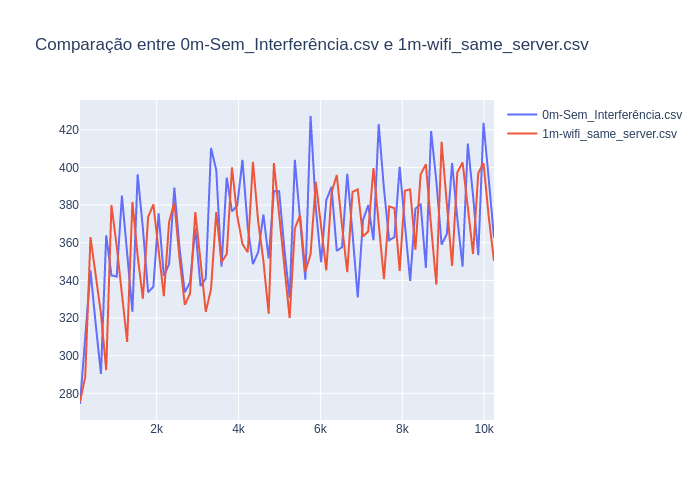 Comparação entre 0m-Sem_Interferência.csv e 1m-wifi_same_server.csv
0m-Sem_Interferência.csv
1m-wifi_same_server.csv
420
400
380
360
340
320
300
280
2k
4k
6k
8k
10k